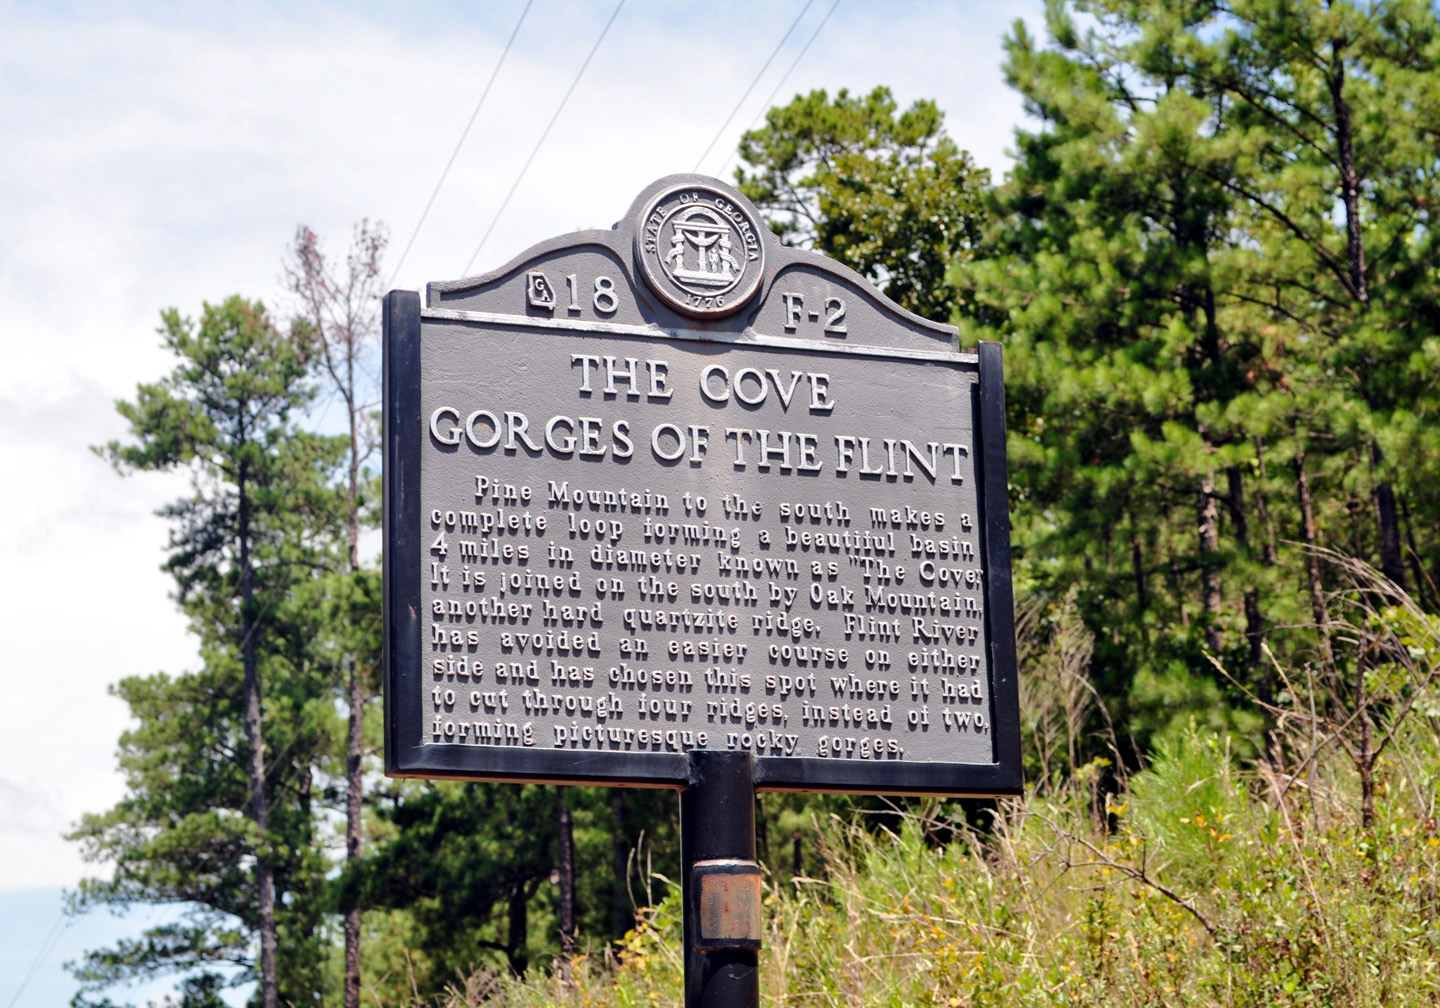 STATE OF GEORGIA
1776
GA 18 F-2
THE COVE
GORGES OF THE FLINT
Pine Mountain to the south makes a
complete loop forming a beautiful basin
4 miles in diameter known as "The Cove."
It is joined on the south by Oak Mountain,
another hard quartzite ridge. Flint River
has avoided an easier course on either
side and has chosen this spot where it had
to cut through four ridges, instead of two,
forming picturesque rocky gorges.